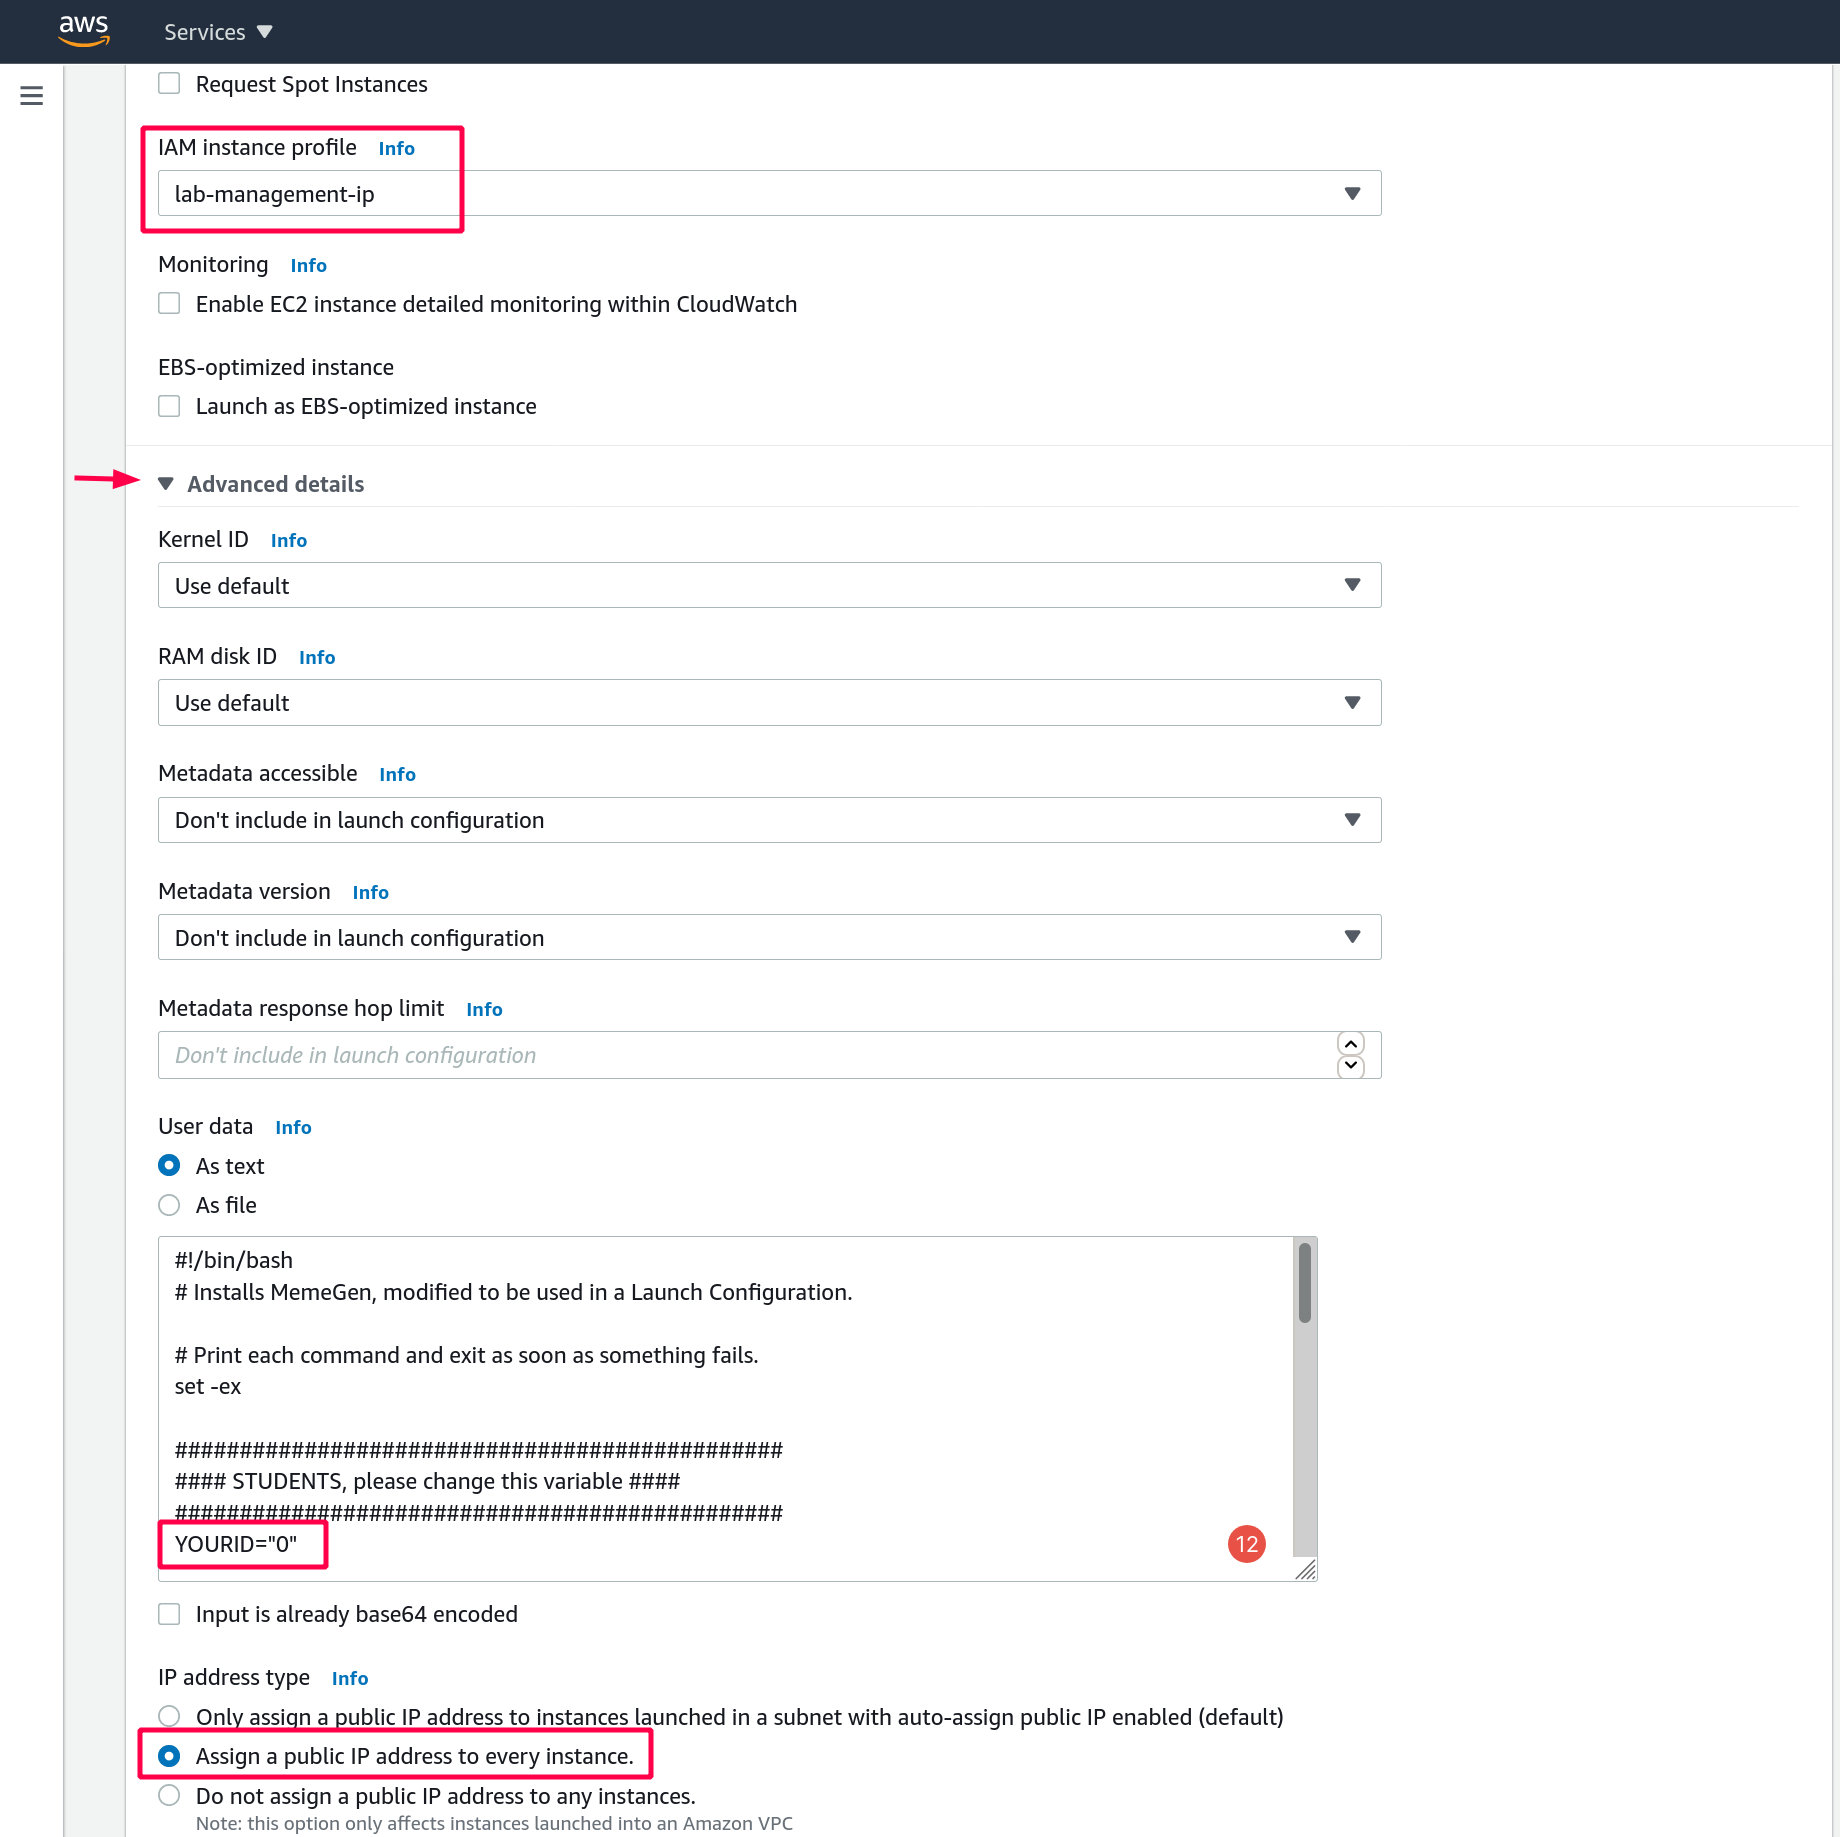 aws
Services
Request Spot Instances
IAM instance profile Info
lab-management-ip
Monitoring Info
Enable EC2 instance detailed monitoring within CloudWatch
EBS-optimized instance
Launch as EBS-optimized instance
Advanced details
Kernel ID Info
Use default
RAM disk ID Info
Use default
Metadata accessible Info
Don't include in launch configuration
Metadata version Info
Don't include in launch configuration
Metadata response hop limit Info
Don't include in launch configuration
User data Info
As text
As file
#!/bin/bash
# Installs MemeGen, modified to be used in a Launch Configuration.
# Print each command and exit as soon as something fails.
set -ex
###############################################
#### STUDENTS, please change this variable ####
###############################################
YOURID="0"
12
Input is already base64 encoded
IP address type Info
Only assign a public IP address to instances launched in a subnet with auto-assign public IP enabled (default)
Assign a public IP address to every instance.
Do not assign a public IP address to any instances.
Note: this option only affects instances launched into an Amazon VPC